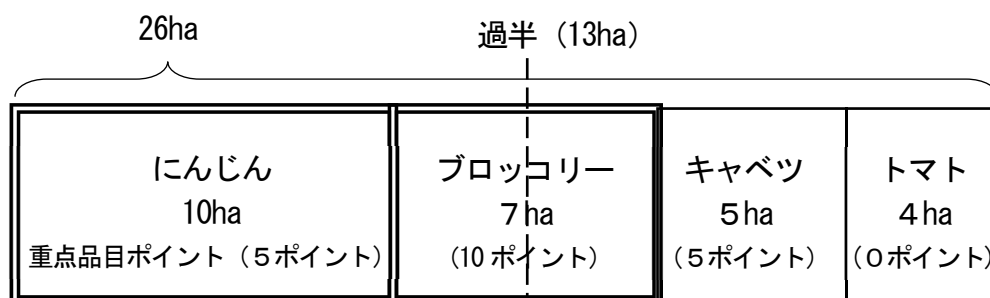 26ha
過半（13ha）
にんじん
10ha
重点品目ポイント（５ポイント）
ブロッコリー
７ha
（10 ポイント）
キャベツ
５ha
（５ポイント）
トマト
４ha
（０ポイント）